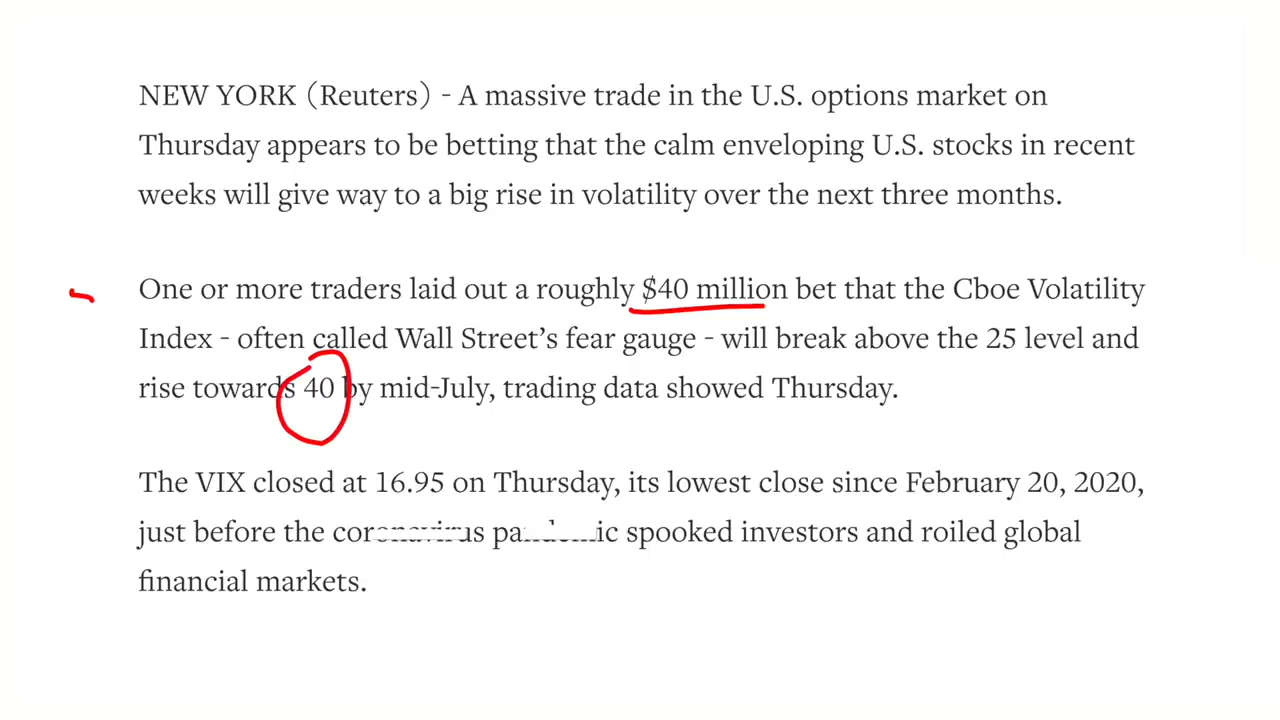 NEW YORK (Reuters) - A massive trade in the U.S. options market on
Thursday appears to be betting that the calm enveloping U.S. stocks in recent
weeks will give way to a big rise in volatility over the next three months.
One or more traders laid out a roughly $40 million bet that the Cboe Volatility
Index - often called Wall Street’s fear gauge - will break above the 25 level and
rise towards 40 by mid-July, trading data showed Thursday.
The VIX closed at 16.95 on Thursday, its lowest close since February 20, 2020,
just before the coronavirus pandemic spooked investors and roiled global
financial markets.